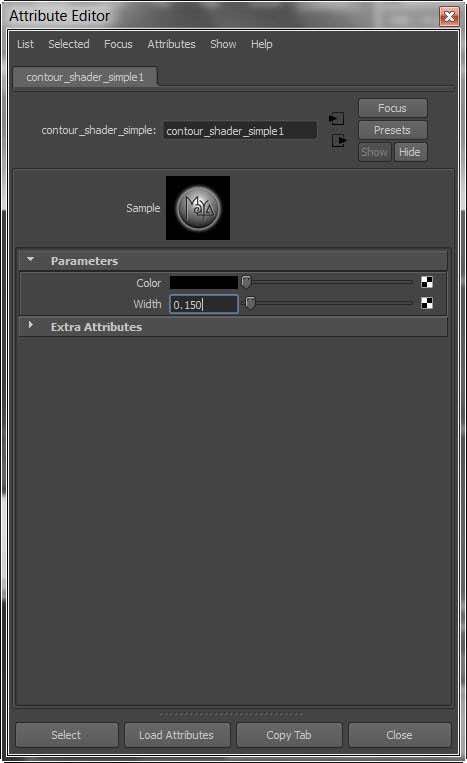 Attribute Editor
List Selected Focus Attributes Show Help
contour_shader_simple1
Focus
contour_shader_simple: contour_shader_simple1
Presets
Show Hide
Sample
Parameters
Color
Width 0.150
Extra Attributes
Select Load Attributes Copy Tab Close